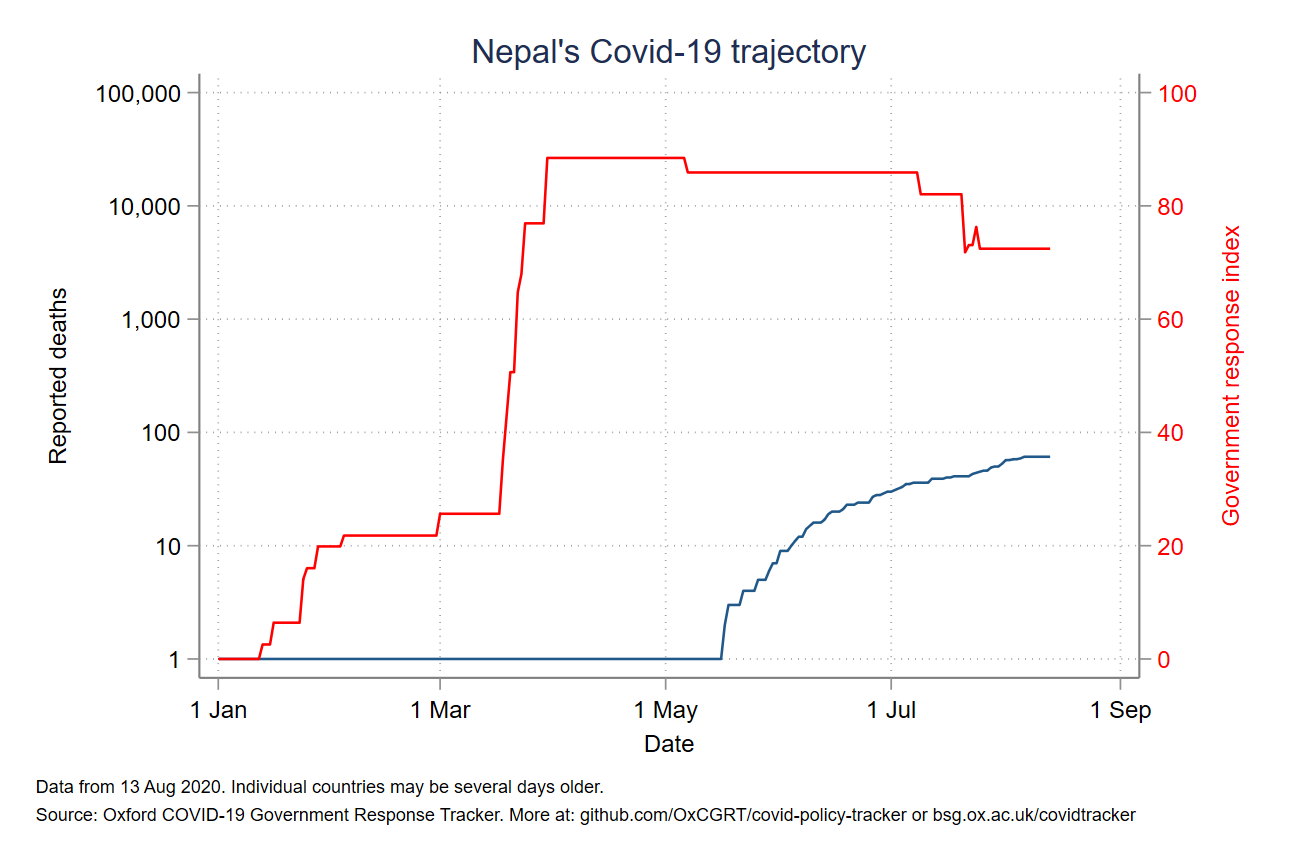 Nepal's Covid-19 trajectory
100,000
10,000
1,000
100
10
1
Reported deaths
100
80
60
40
20
0
Government response index
1 Jan
1 Mar
1 May
1 Jul
1 Sep
Date
Data from 13 Aug 2020. Individual countries may be several days older.
Source: Oxford COVID-19 Government Response Tracker. More at: github.com/OxCGRT/covid-policy-tracker or bsg.ox.ac.uk/covidtracker